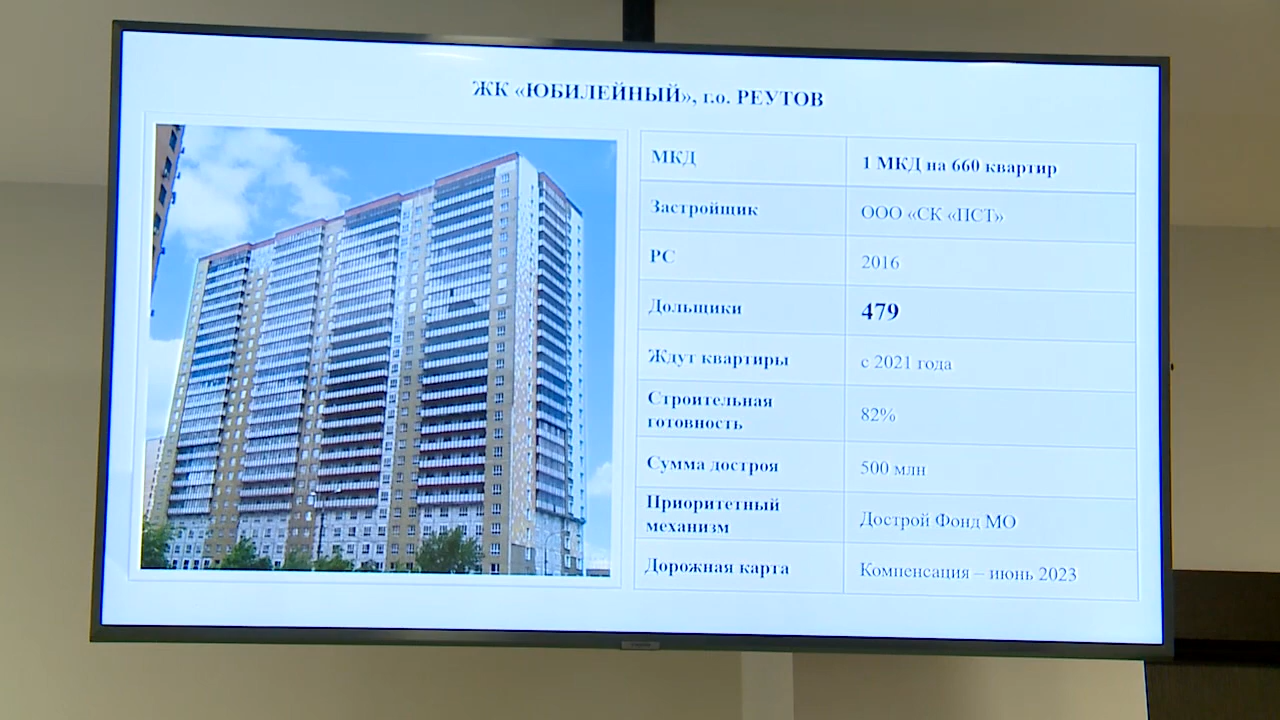 ЖК «ЮБИЛЕЙНЫЙ», г.о. РЕУТОВ
МКД
1 МКД на 660 квартир
Застройщик
ООО «СК «ПСТ»
РС
2016
Дольщики
479
Ждут квартиры
с 2021 года
Строительная
готовность
82%
Сумма достроя
500 млн
Приоритетный
механизм
Дострой Фонд МО
Дорожная карта
Компенсация – июнь 2023